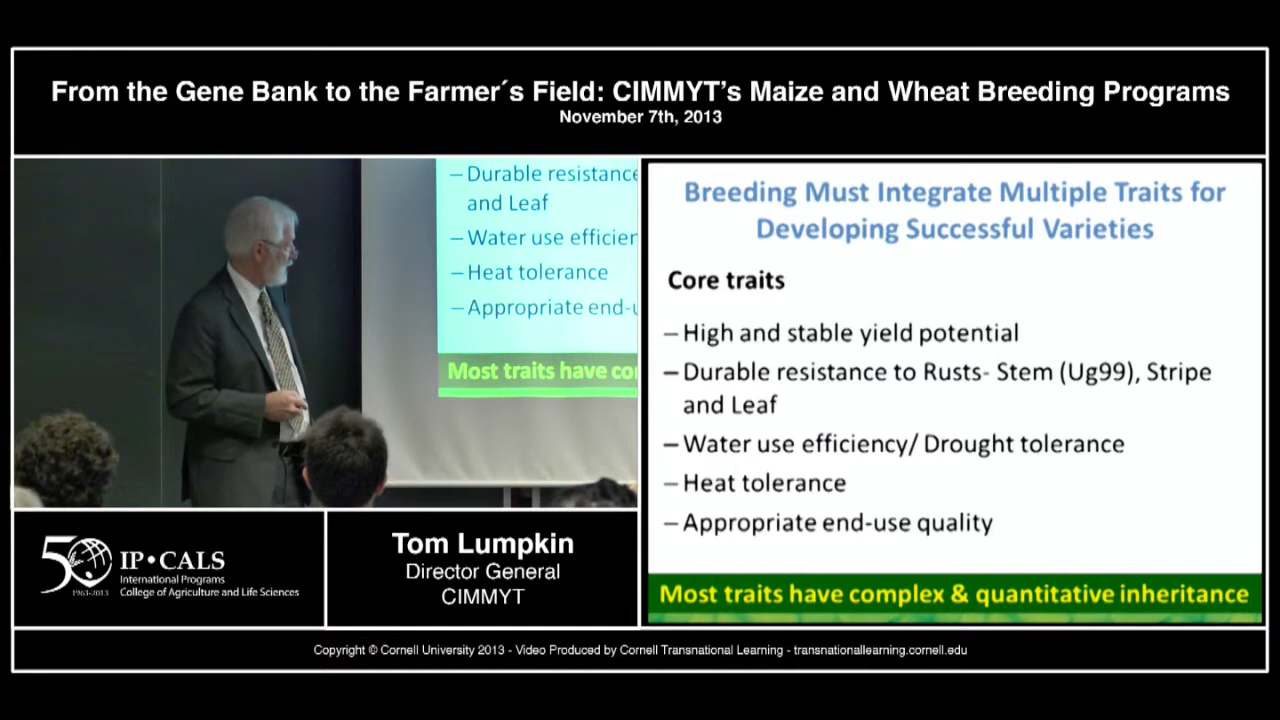 From the Gene Bank to the Farmer´s Field: CIMMYT's Maize and Wheat Breeding Programs
November 7th, 2013
– Durable resistance
and Leaf
– Water use efficien
– Heat tolerance
– Appropriate end-u
Most traits have co
Breeding Must Integrate Multiple Traits for
Developing Successful Varieties
Core traits
– High and stable yield potential
– Durable resistance to Rusts- Stem (Ug99), Stripe
and Leaf
– Water use efficiency/ Drought tolerance
– Heat tolerance
– Appropriate end-use quality
Most traits have complex & quantitative inheritance
50
1963-2013
IP•CALS
International Programs
College of Agriculture and Life Sciences
Tom Lumpkin
Director General
CIMMYT
Copyright © Cornell University 2013 - Video Produced by Cornell Transnational Learning - transnationallearning.cornell.edu